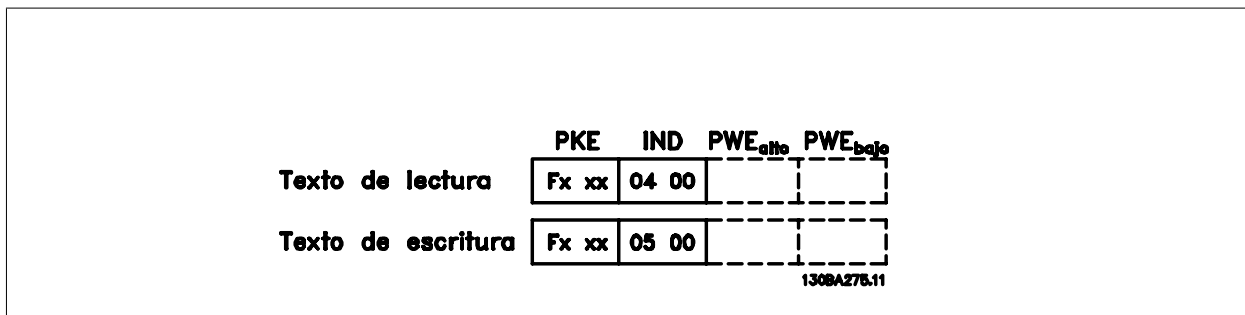 PKE IND PWEalto PWEbajo
Texto de lectura Fx xx 04 00
Texto de escritura Fx xx 05 00
130BA275.11